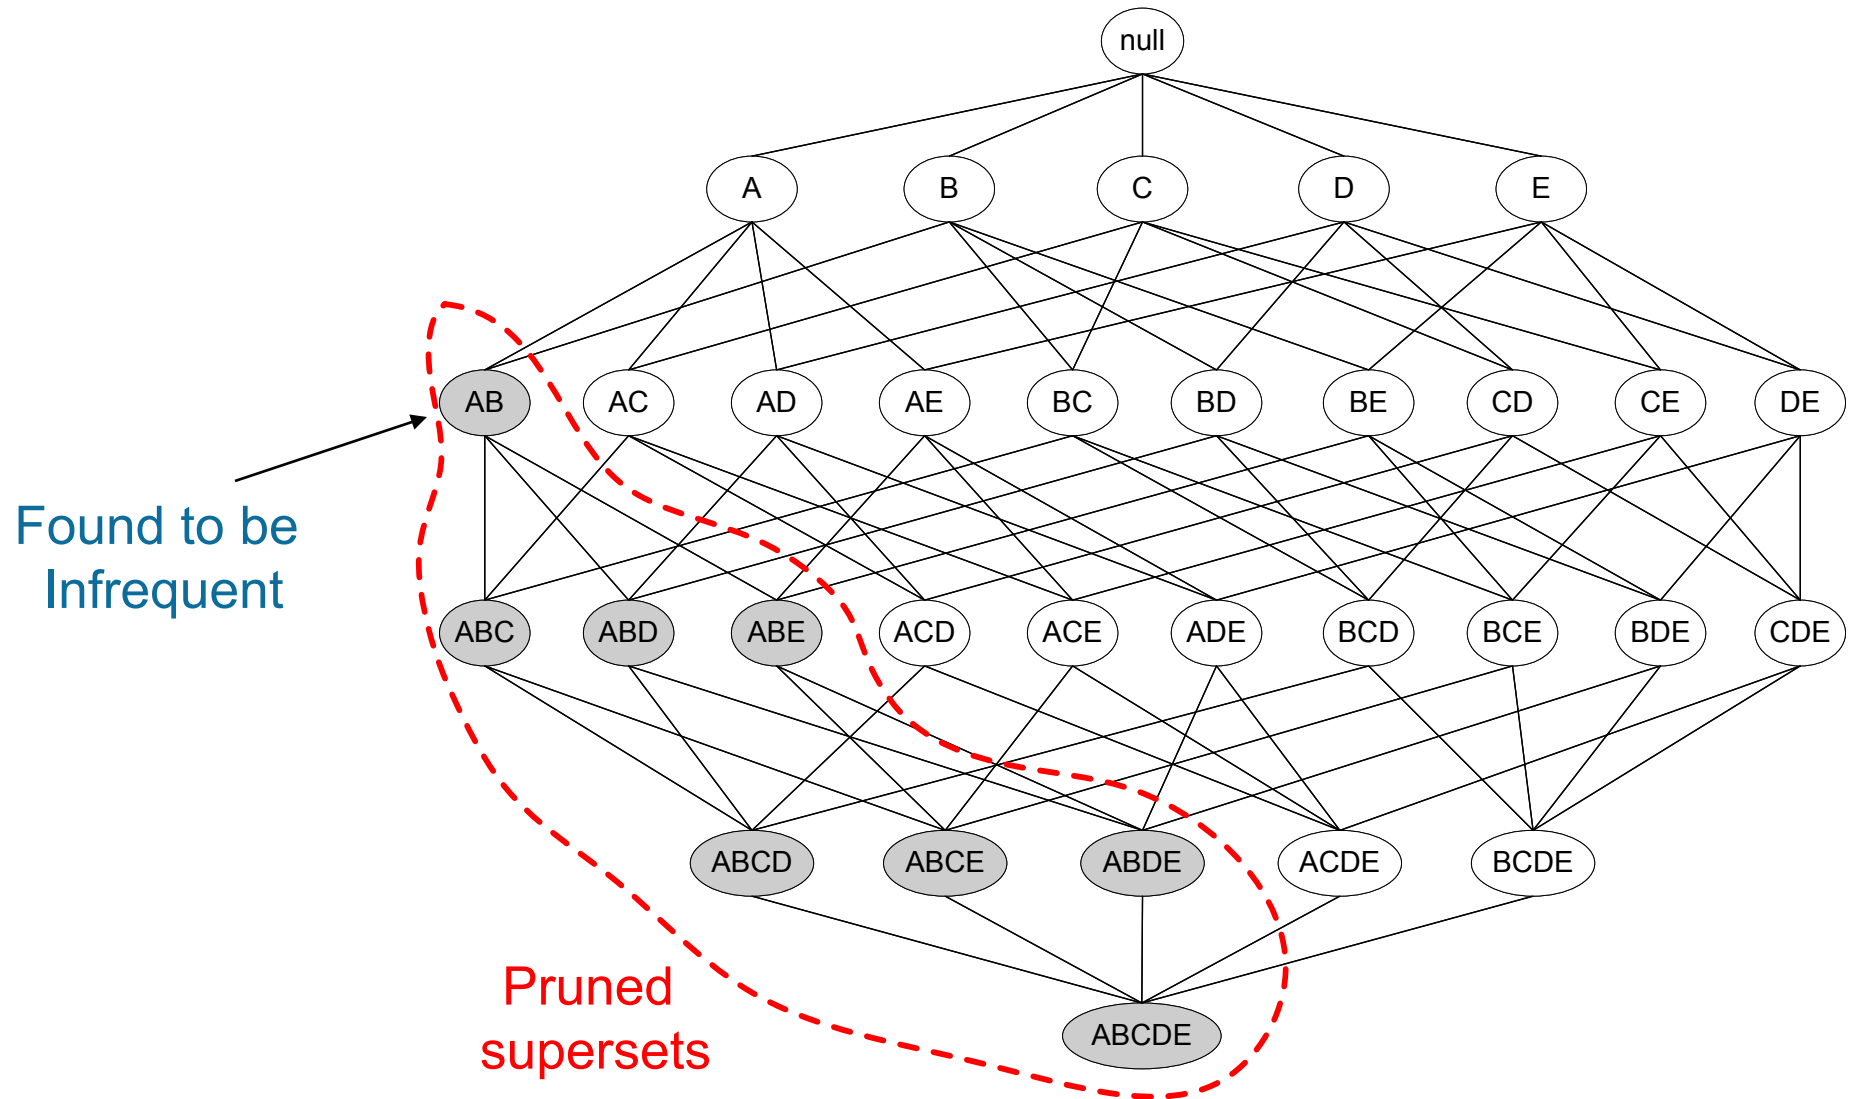 null
A B C D E
AB AC AD AE BC BD BE CD CE DE
Found to be
Infrequent
ABC ABD ABE ACD ACE ADE BCD BCE BDE CDE
ABCD ABCE ABDE ACDE BCDE
Pruned
supersets
ABCDE